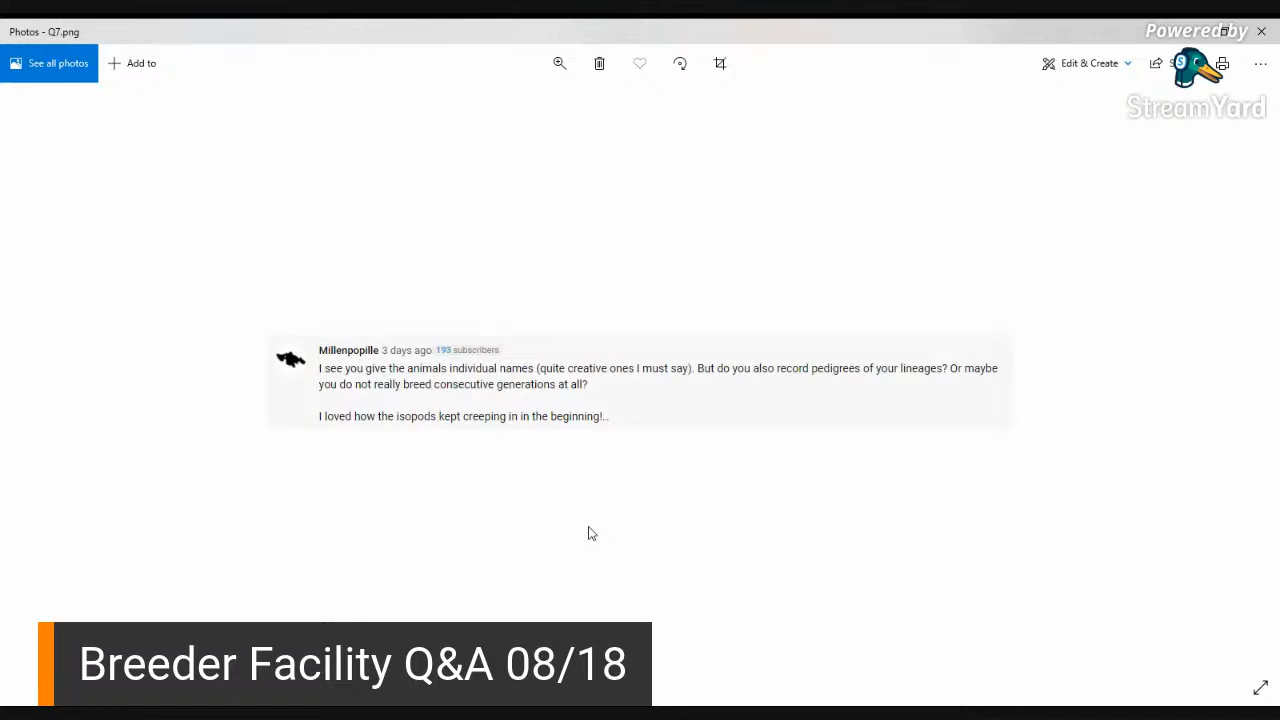 Photos - Q7.png
Powered by
See all photos
Add to
Edit & Create
StreamYard
Millenpopille 3 days ago 193 subscribers
I see you give the animals individual names (quite creative ones I must say). But do you also record pedigrees of your lineages? Or maybe
you do not really breed consecutive generations at all?
I loved how the isopods kept creeping in in the beginning!...
Breeder Facility Q&A 08/18